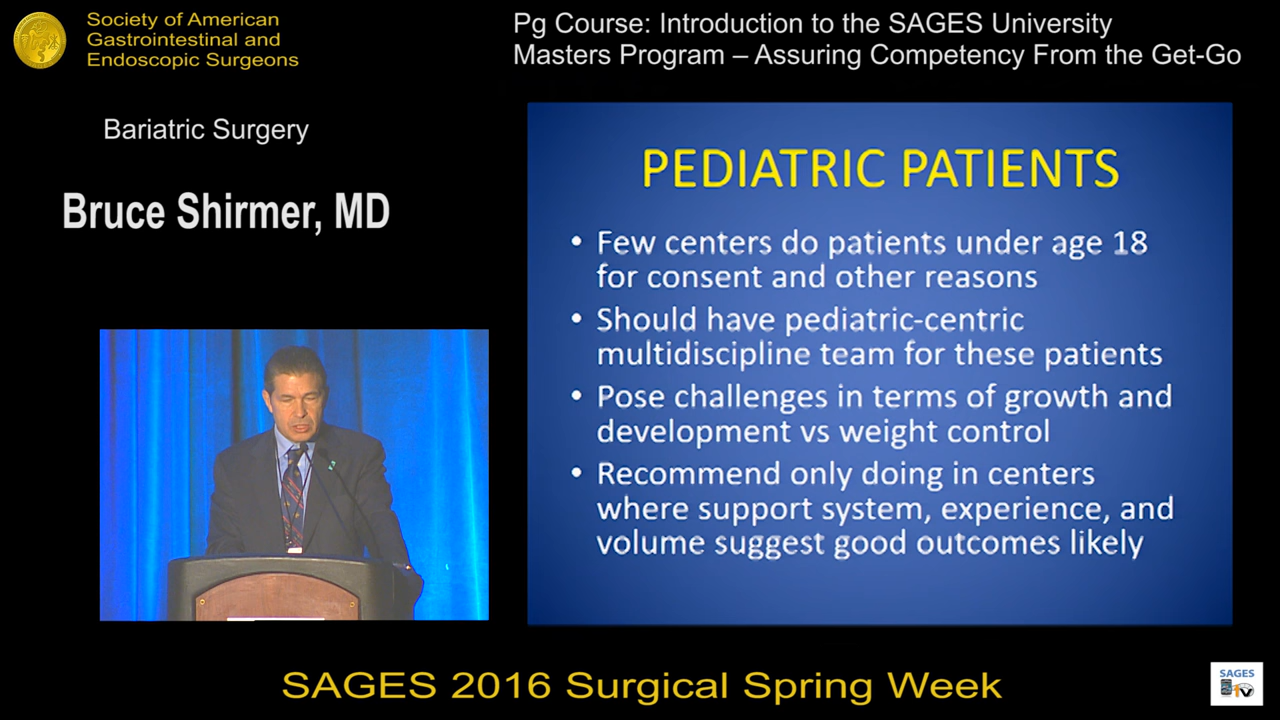 Society of American
Gastrointestinal and
Endoscopic Surgeons
Pg Course: Introduction to the SAGES University
Masters Program – Assuring Competency From the Get-Go
Bariatric Surgery
Bruce Shirmer, MD
PEDIATRIC PATIENTS
• Few centers do patients under age 18
for consent and other reasons
• Should have pediatric-centric
multidiscipline team for these patients
• Pose challenges in terms of growth and
development vs weight control
• Recommend only doing in centers
where support system, experience, and
volume suggest good outcomes likely
SAGES 2016 Surgical Spring Week
SAGES
TV